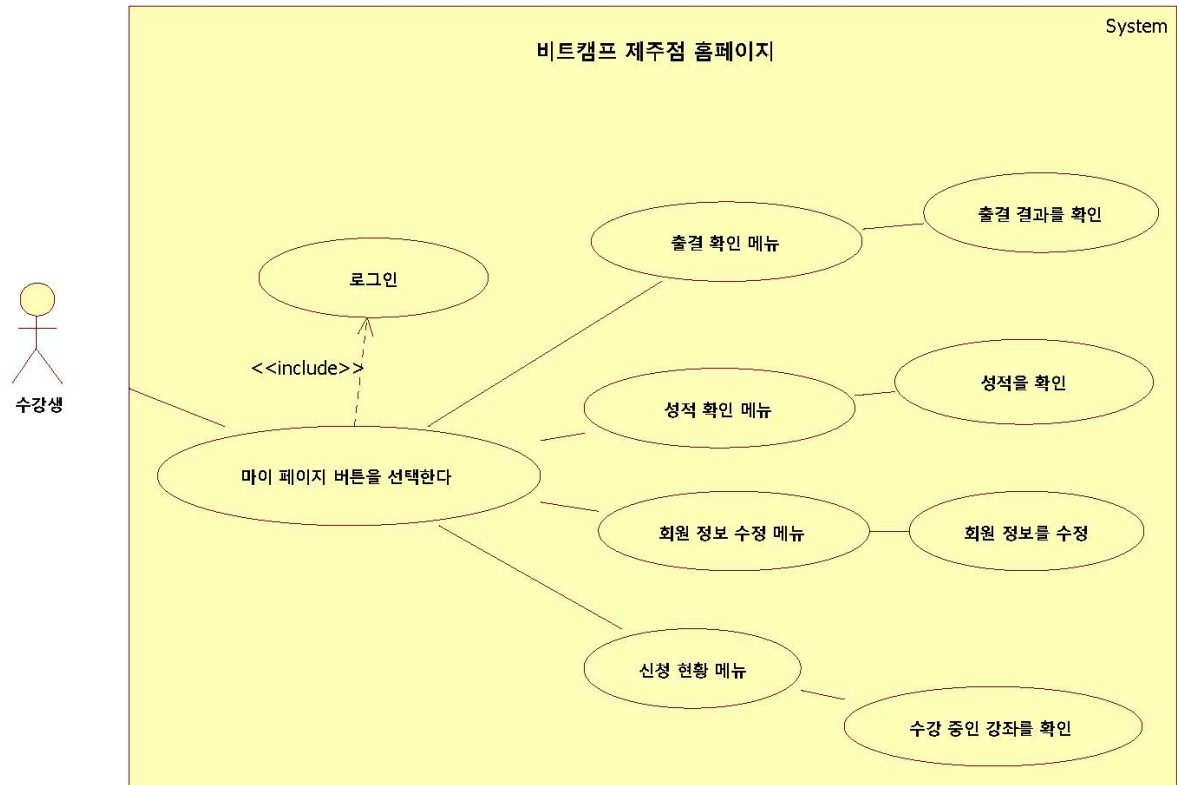 System
비트캠프 제주점 홈페이지
출결 결과를 확인
출결 확인 메뉴
로그인
<<include>>
성적을 확인
성적 확인 메뉴
수강생
마이 페이지 버튼을 선택한다
회원 정보 수정 메뉴
회원 정보를 수정
신청 현황 메뉴
수강 중인 강좌를 확인